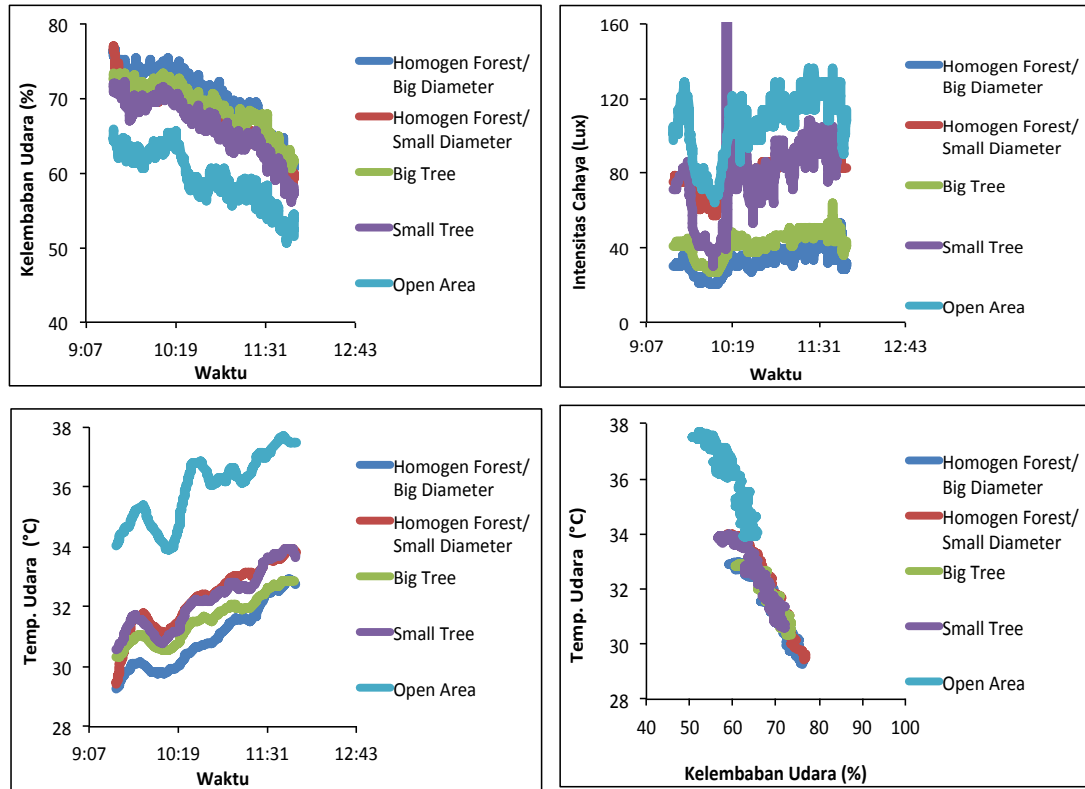 Kelembaban Udara (%)
80
70
60
50
40
9:07
10:19
11:31
12:43
Waktu
Homogen Forest/
Big Diameter
Homogen Forest/
Small Diameter
Big Tree
Small Tree
Open Area
Intensitas Cahaya (Lux)
160
120
80
40
0
9:07
10:19
11:31
12:43
Waktu
Homogen Forest/
Big Diameter
Homogen Forest/
Small Diameter
Big Tree
Small Tree
Open Area
Temp. Udara (°C)
38
36
34
32
30
28
9:07
10:19
11:31
12:43
Waktu
Homogen Forest/
Big Diameter
Homogen Forest/
Small Diameter
Big Tree
Small Tree
Open Area
Temp. Udara (°C)
38
36
34
32
30
28
40
50
60
70
80
90
100
Kelembaban Udara (%)
Homogen Forest/
Big Diameter
Homogen Forest/
Small Diameter
Big Tree
Small Tree
Open Area